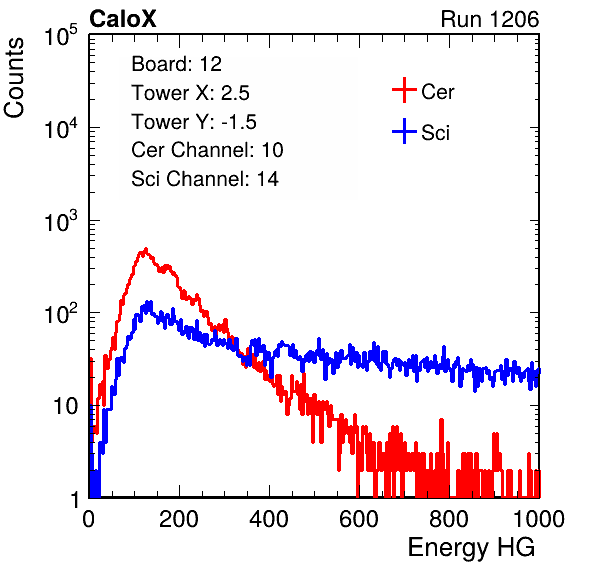 CaloX Run 1206
Counts
10^5
10^4
10^3
10^2
10
1
Board: 12
Tower X: 2.5
Tower Y: -1.5
Cer Channel: 10
Sci Channel: 14
Cer
Sci
0 200 400 600 800 1000
Energy HG